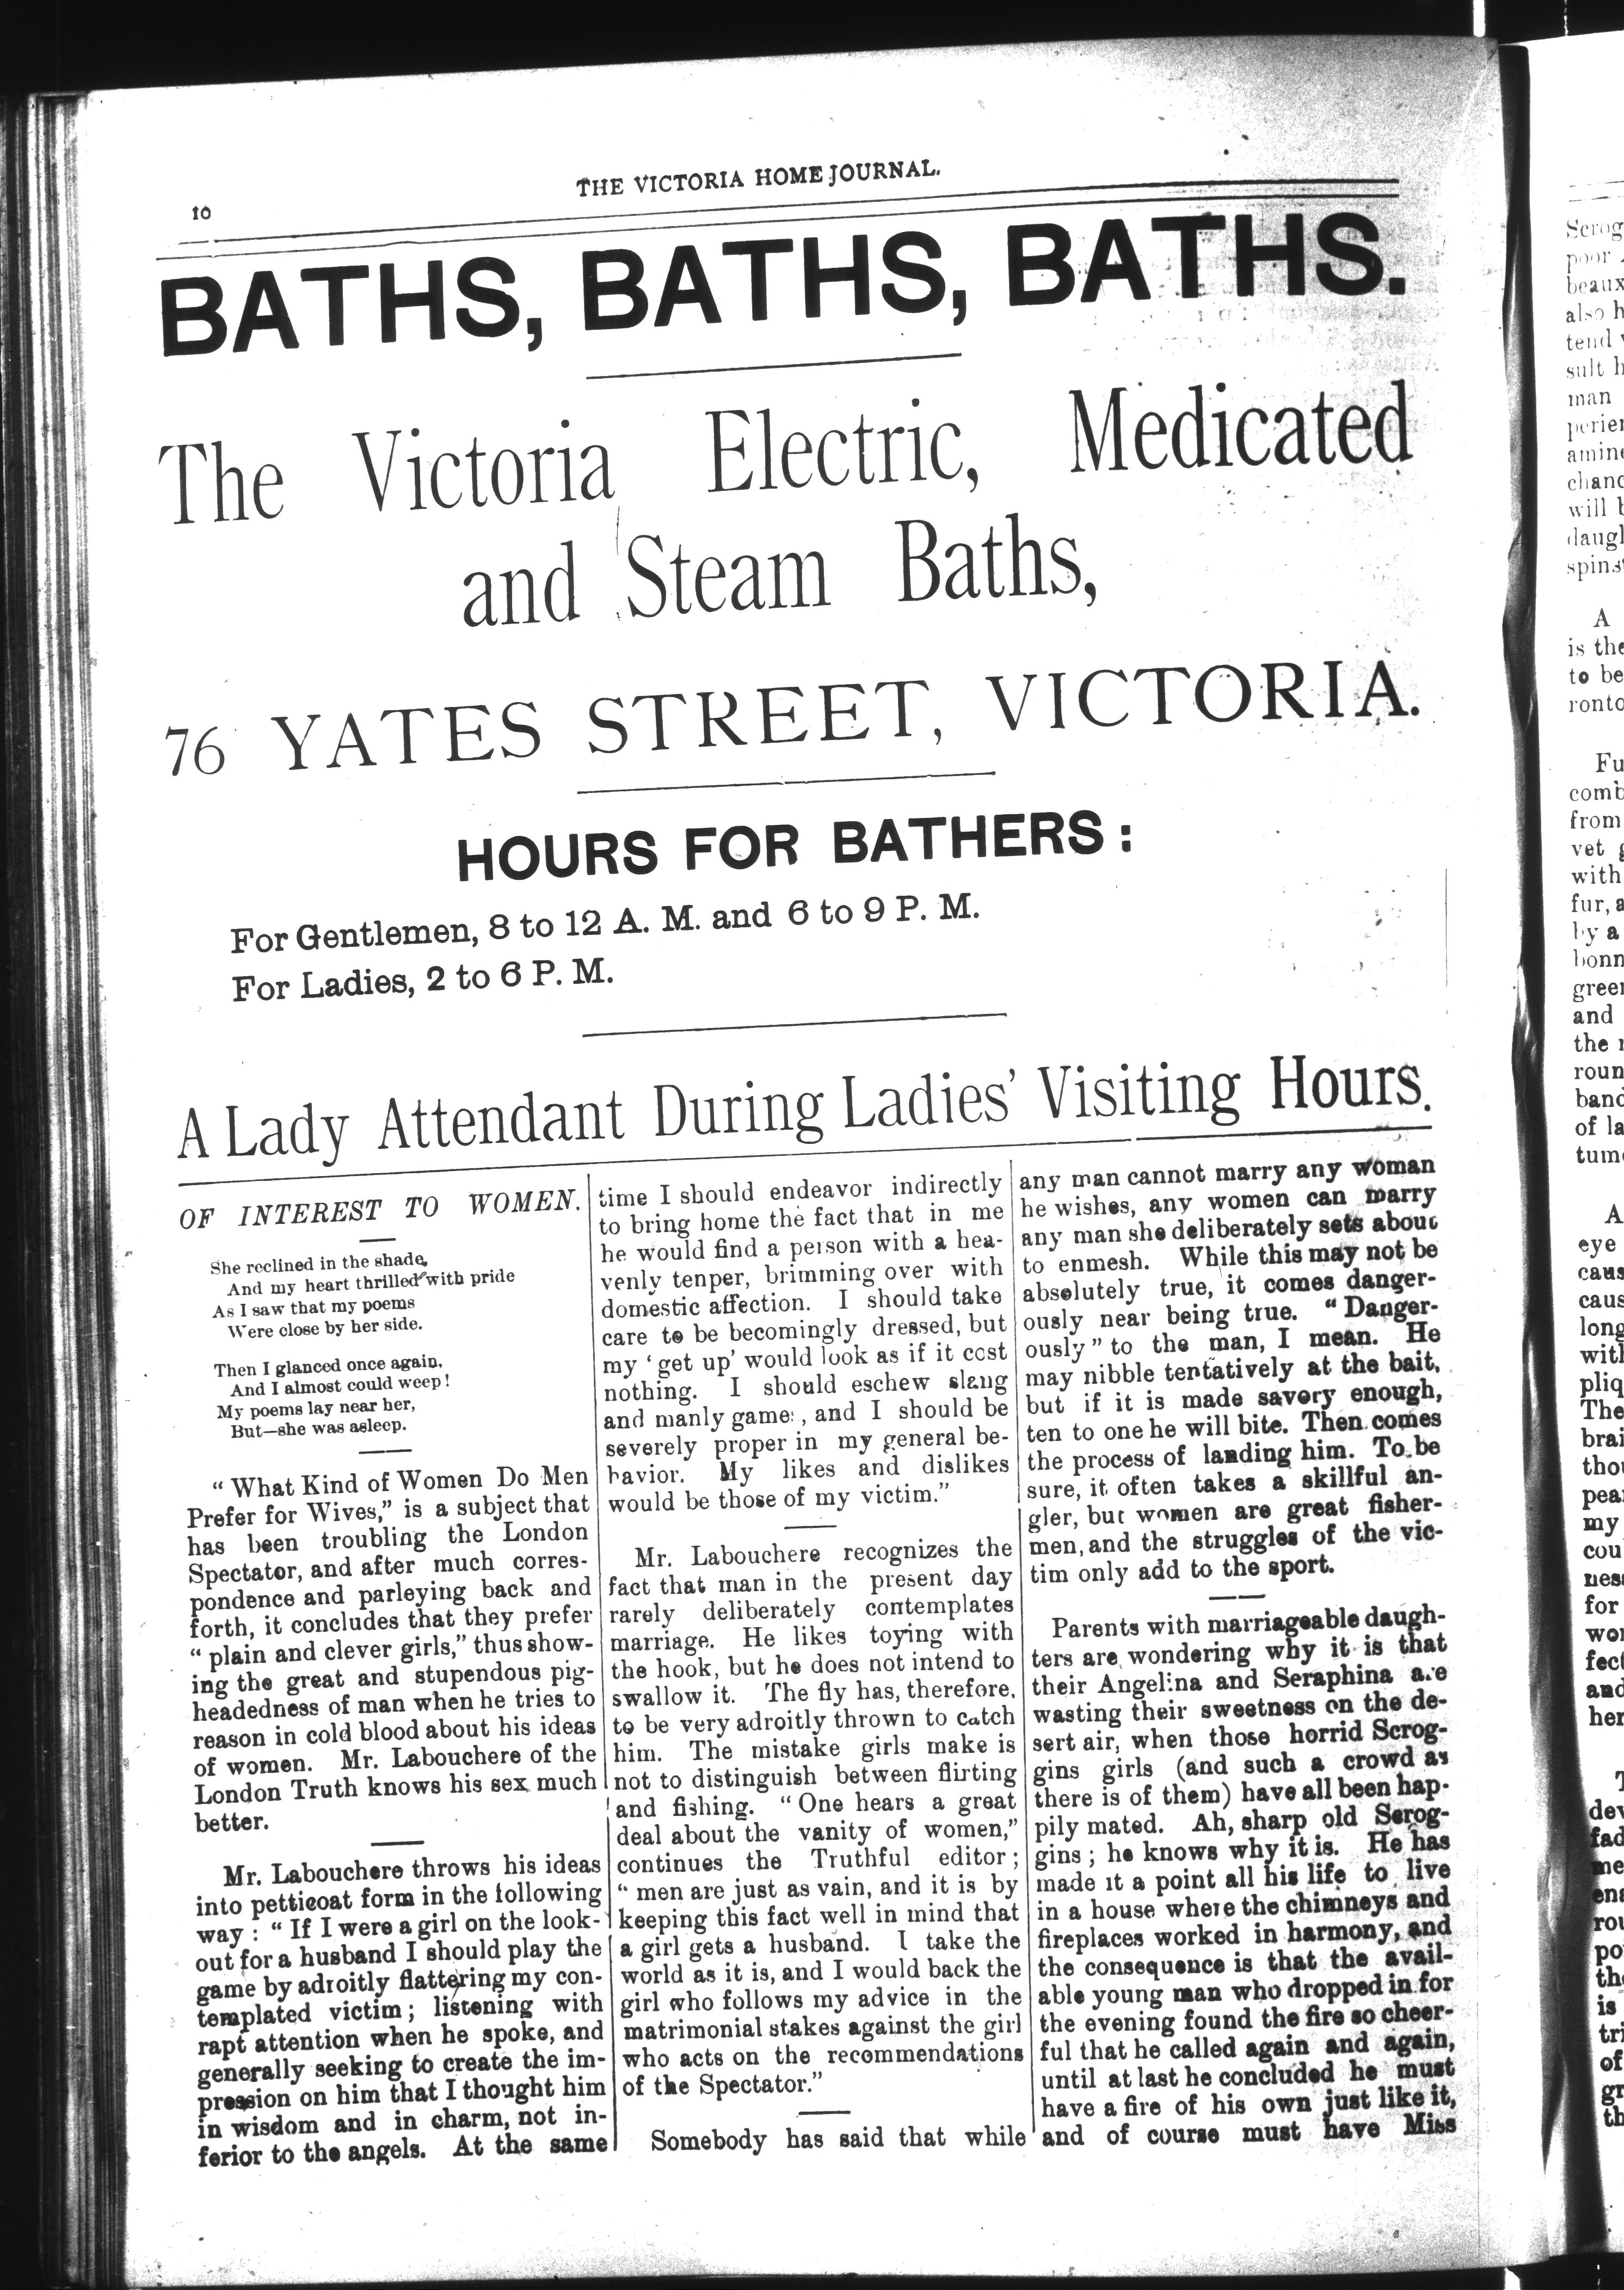 10
THE VICTORIA HOME JOURNAL.
BATHS, BATHS, BATHS.
The Victoria Electric, Medicated
and Steam Baths,
76 YATES STREET, VICTORIA.
HOURS FOR BATHERS:
For Gentlemen, 8 to 12 A. M. and 6 to 9 P. M.
For Ladies, 2 to 6 P. M.
A Lady Attendant During Ladies' Visiting Hours.
OF INTEREST TO WOMEN.
She reclined in the shade,
And my heart thrilled with pride
As I saw that my poems
Were close by her side.
Then I glanced once again,
And I almost could weep!
My poems lay near her,
But—she was asleep.
"What Kind of Women Do Men
Prefer for Wives," is a subject that
has been troubling the London
Spectator, and after much corres-
pondence and parleying back and
forth, it concludes that they prefer
"plain and clever girls," thus show-
ing the great and stupendous pig-
headedness of man when he tries to
reason in cold blood about his ideas
of women. Mr. Labouchere of the
London Truth knows his sex much
better.
Mr. Labouchere throws his ideas
into petticoat form in the following
way: "If I were a girl on the look-
out for a husband I should play the
game by adroitly flattering my con-
templated victim; listening with
rapt attention when he spoke, and
generally seeking to create the im-
pression on him that I thought him
in wisdom and in charm, not in-
ferior to the angels. At the same
time I should endeavor indirectly
to bring home the fact that in me
he would find a person with a hea-
venly tenper, brimming over with
domestic affection. I should take
care to be becomingly dressed, but
my 'get up' would look as if it cost
nothing. I should eschew slang
and manly games, and I should be
severely proper in my general be-
havior. My likes and dislikes
would be those of my victim."
Mr. Labouchere recognizes the
fact that man in the present day
rarely deliberately contemplates
marriage. He likes toying with
the hook, but he does not intend to
swallow it. The fly has, therefore,
to be very adroitly thrown to catch
him. The mistake girls make is
not to distinguish between flirting
and fishing. "One hears a great
deal about the vanity of women,"
continues the Truthful editor;
"men are just as vain, and it is by
keeping this fact well in mind that
a girl gets a husband. I take the
world as it is, and I would back the
girl who follows my advice in the
matrimonial stakes against the girl
who acts on the recommendations
of the Spectator."
Somebody has said that while
any man cannot marry any woman
he wishes, any women can marry
any man she deliberately sets about
to enmesh. While this may not be
absolutely true, it comes danger-
ously near being true. "Danger-
ously" to the man, I mean. He
may nibble tentatively at the bait,
but if it is made savory enough,
ten to one he will bite. Then comes
the process of landing him. To be
sure, it often takes a skillful an-
gler, but women are great fisher-
men, and the struggles of the vic-
tim only add to the sport.
Parents with marriageable daugh-
ters are wondering why it is that
their Angelina and Seraphina are
wasting their sweetness on the de-
sert air, when those horrid Scrog-
gins girls (and such a crowd as
there is of them) have all been hap-
pily mated. Ah, sharp old Scrog-
gins; he knows why it is. He has
made it a point all his life to live
in a house where the chimneys and
fireplaces worked in harmony, and
the consequence is that the avail-
able young man who dropped in for
the evening found the fire so cheer-
ful that he called again and again,
until at last he concluded he must
have a fire of his own just like it,
and of course must have Miss